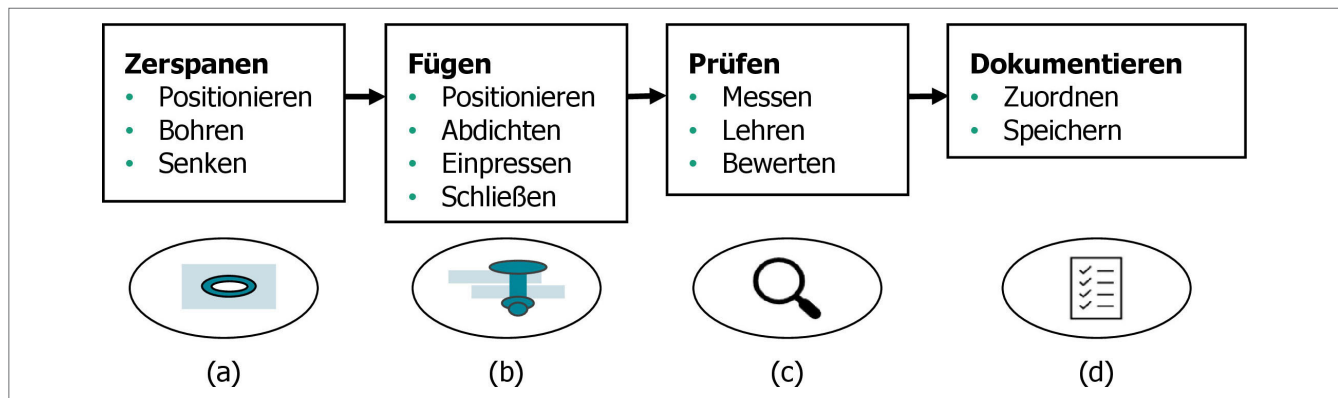 Zerspanen
• Positionieren
• Bohren
• Senken
Fügen
• Positionieren
• Abdichten
• Einpressen
• Schließen
Prüfen
• Messen
• Lehren
• Bewerten
Dokumentieren
• Zuordnen
• Speichern
(a)
(b)
(c)
(d)